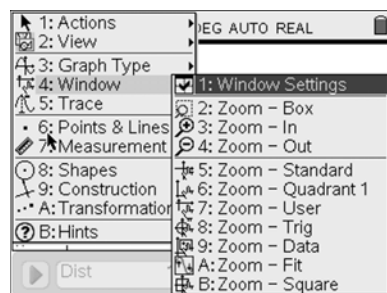 1: Actions
2: View
3: Graph Type
4: Window
5: Trace
6: Points & Lines
7: Measurement
8: Shapes
9: Construction
A: Transformation
B: Hints
DEG AUTO REAL
1: Window Settings
2: Zoom – Box
3: Zoom – In
4: Zoom – Out
5: Zoom – Standard
6: Zoom – Quadrant 1
7: Zoom – User
8: Zoom – Trig
9: Zoom – Data
A: Zoom – Fit
B: Zoom – Square
Dist